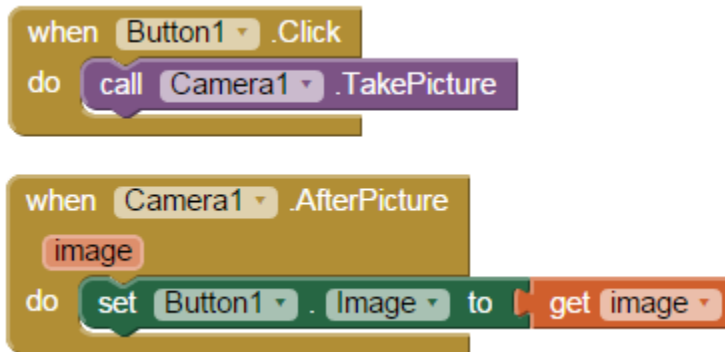 when Button1 .Click
do call Camera1 .TakePicture
when Camera1 .AfterPicture
image
do set Button1 . Image to get image